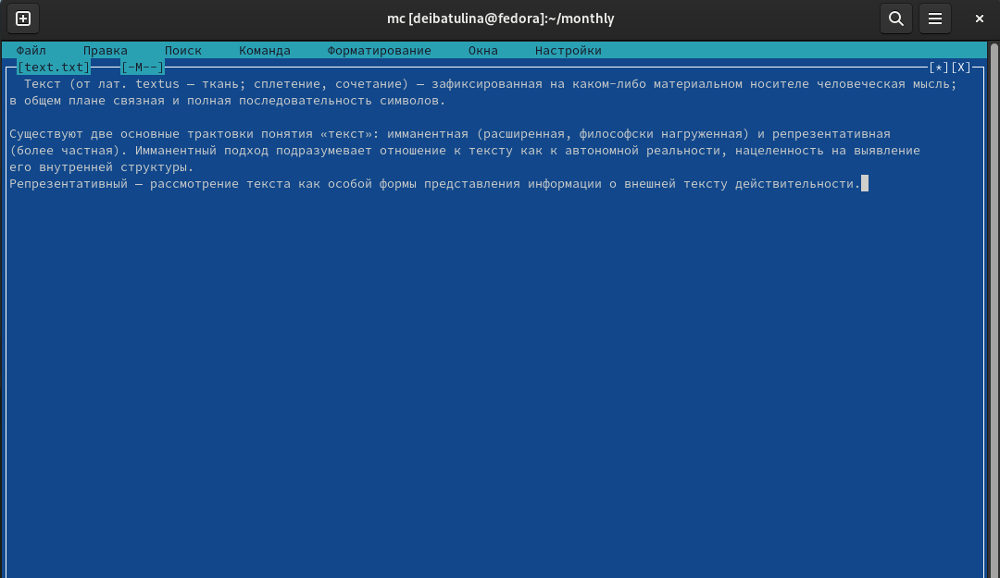 mc [deibatulina@fedora]:~/monthly
Файл Правка Поиск Команда Форматирование Окна Настройки
[text.txt] [-M--] [*][X]
Текст (от лат. textus — ткань; сплетение, сочетание) — зафиксированная на каком-либо материальном носителе человеческая мысль;
в общем плане связная и полная последовательность символов.
Существуют две основные трактовки понятия «текст»: имманентная (расширенная, философски нагруженная) и репрезентативная
(более частная). Имманентный подход подразумевает отношение к тексту как к автономной реальности, нацеленность на выявление
его внутренней структуры.
Репрезентативный — рассмотрение текста как особой формы представления информации о внешней тексту действительности.